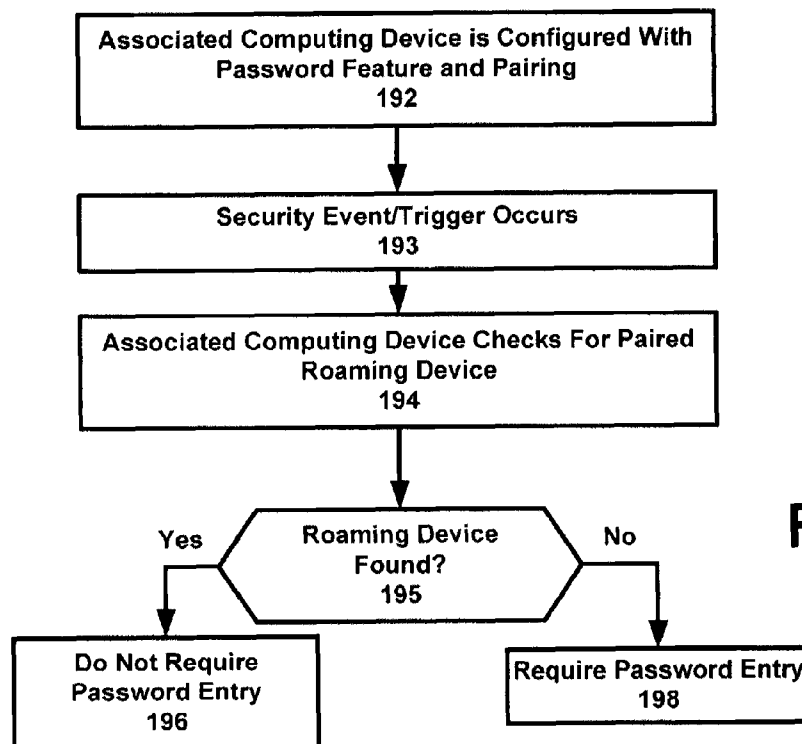 Associated Computing Device is Configured With
Password Feature and Pairing
192
Security Event/Trigger Occurs
193
Associated Computing Device Checks For Paired
Roaming Device
194
Yes
Roaming Device
Found?
195
No
Do Not Require
Password Entry
196
Require Password Entry
198